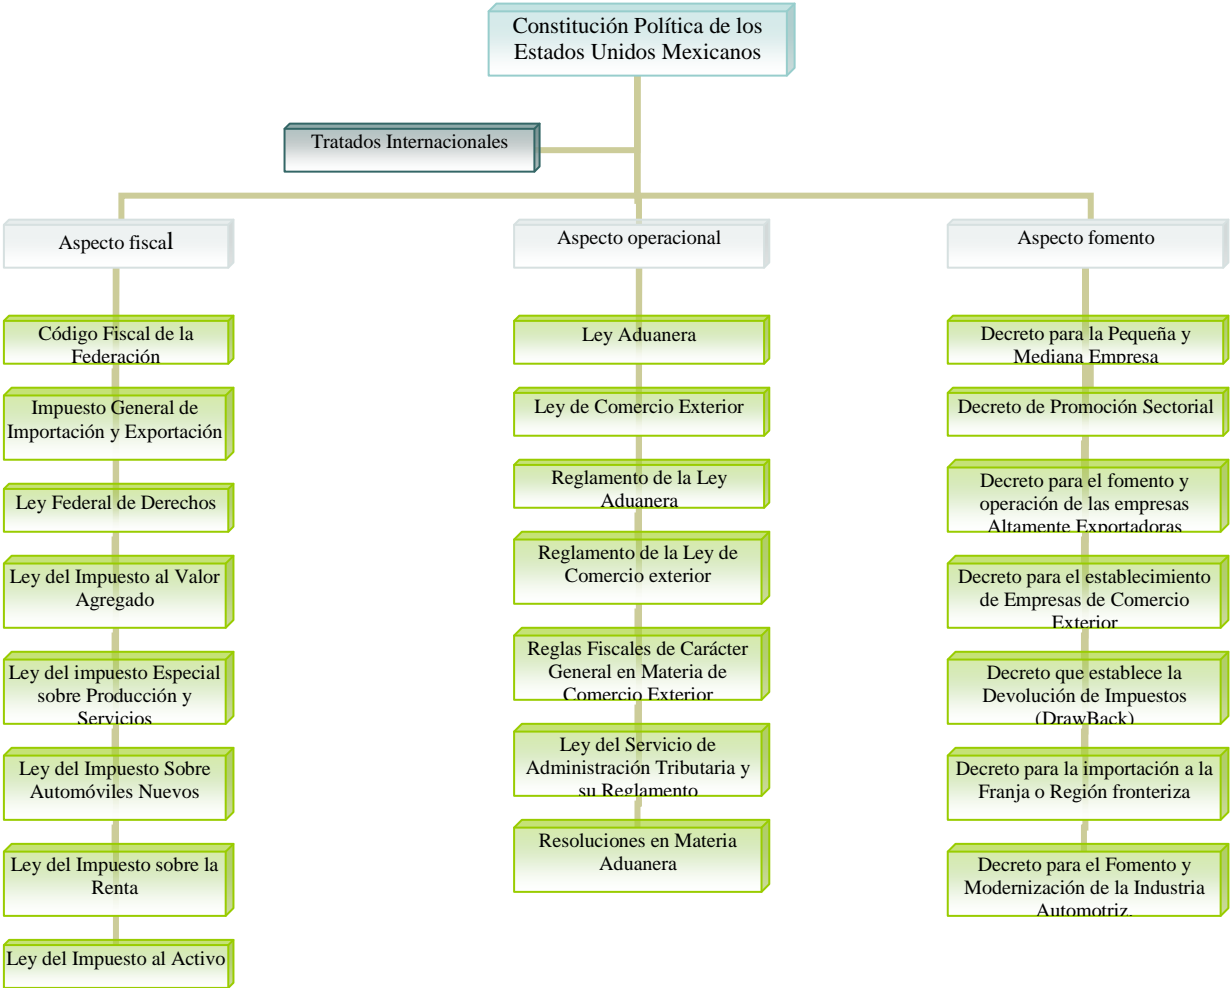 Constitución Política de los
Estados Unidos Mexicanos
Tratados Internacionales
Aspecto fiscal
Aspecto operacional
Aspecto fomento
Código Fiscal de la
Federación
Impuesto General de
Importación y Exportación
Ley Federal de Derechos
Ley del Impuesto al Valor
Agregado
Ley del impuesto Especial
sobre Producción y
Servicios
Ley del Impuesto Sobre
Automóviles Nuevos
Ley del Impuesto sobre la
Renta
Ley del Impuesto al Activo
Ley Aduanera
Ley de Comercio Exterior
Reglamento de la Ley
Aduanera
Reglamento de la Ley de
Comercio exterior
Reglas Fiscales de Carácter
General en Materia de
Comercio Exterior
Ley del Servicio de
Administración Tributaria y
su Reglamento
Resoluciones en Materia
Aduanera
Decreto para la Pequeña y
Mediana Empresa
Decreto de Promoción Sectorial
Decreto para el fomento y
operación de las empresas
Altamente Exportadoras
Decreto para el establecimiento
de Empresas de Comercio
Exterior
Decreto que establece la
Devolución de Impuestos
(DrawBack)
Decreto para la importación a la
Franja o Región fronteriza
Decreto para el Fomento y
Modernización de la Industria
Automotriz.